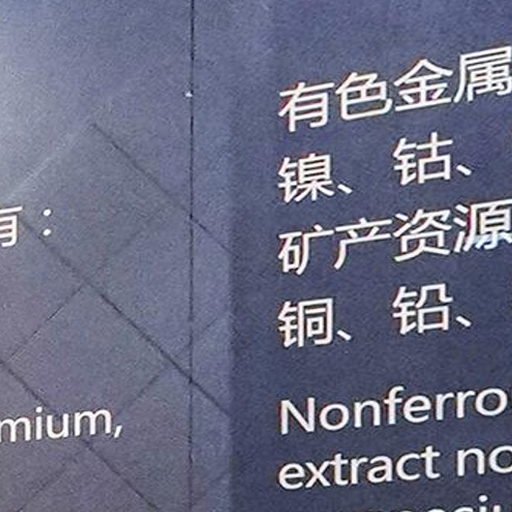 有：
mium,
有色金属
镍、钴、
矿产资源
铜、铅、
Nonferro
extract no